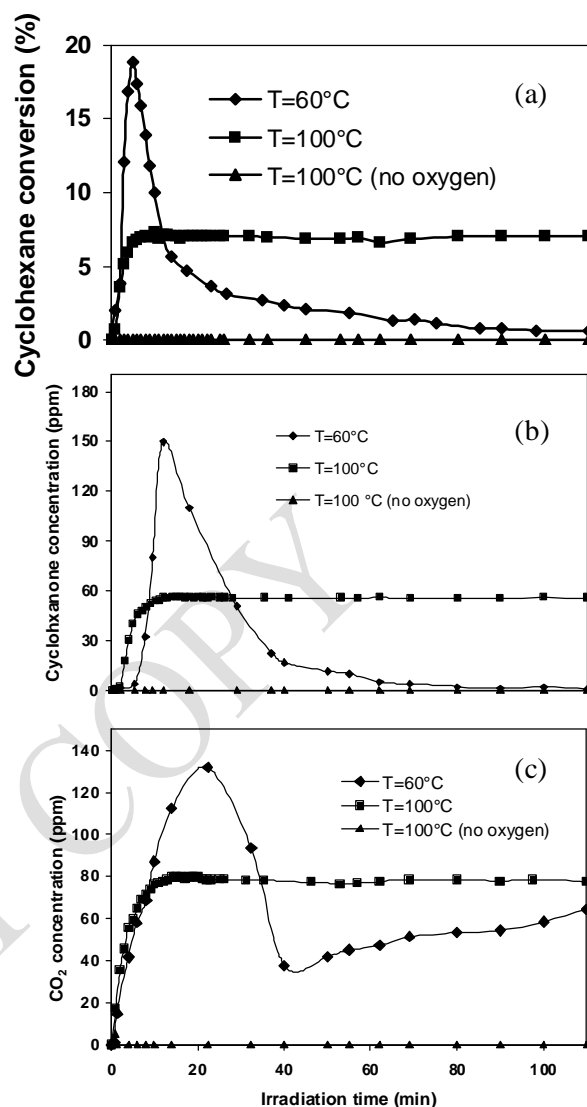 Cyclohexane conversion (%)
20
15
10
5
0
(a)
T=60°C
T=100°C
T=100°C (no oxygen)
Cyclohxanone concentration (ppm)
180
150
120
90
60
30
0
(b)
T=60°C
T=100°C
T=100 °C (no oxygen)
CO2 concentration (ppm)
140
120
100
80
60
40
20
0
(c)
T=60°C
T=100°C
T=100°C (no oxygen)
0 20 40 60 80 100
Irradiation time (min)
COPY